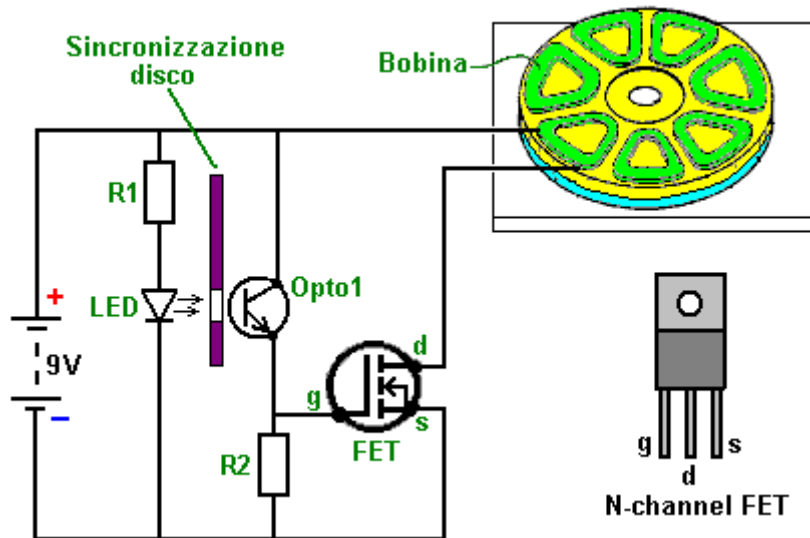 Sincronizzazione
disco
Bobina
R1
LED
Opto1
+
9V
−
d
g
s
FET
R2
g
d
s
N-channel FET